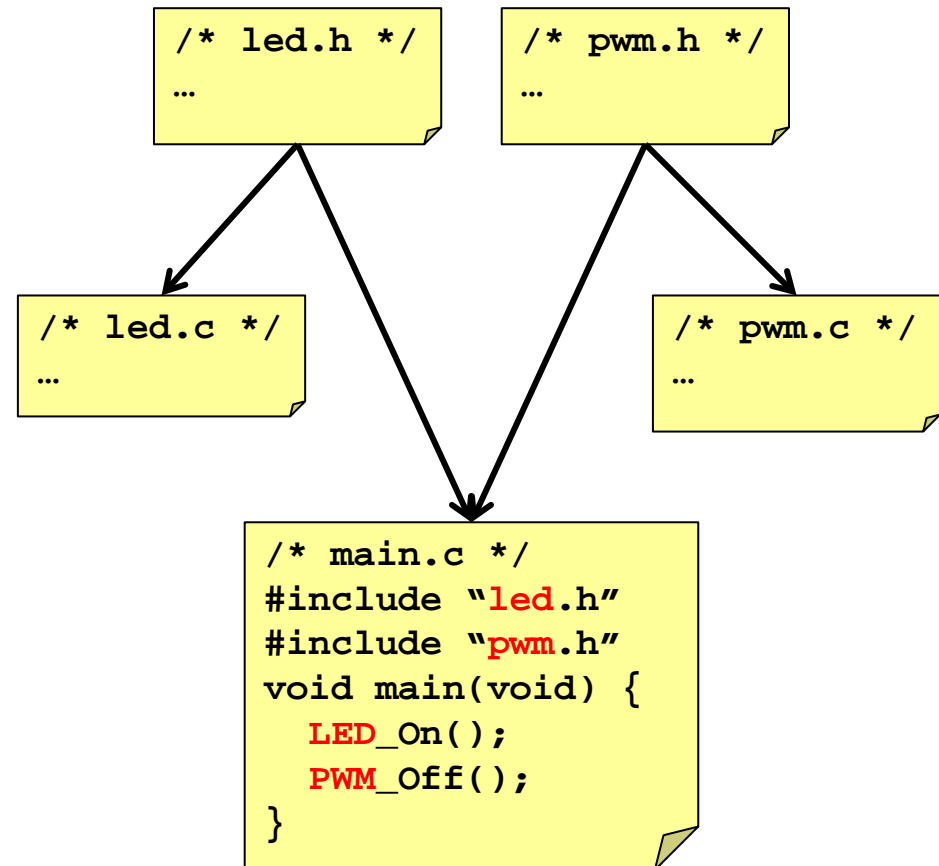 /* led.h */
…
/* pwm.h */
…
/* led.c */
…
/* pwm.c */
…
/* main.c */
#include “led.h”
#include “pwm.h”
void main(void) {
  LED_On();
  PWM_Off();
}